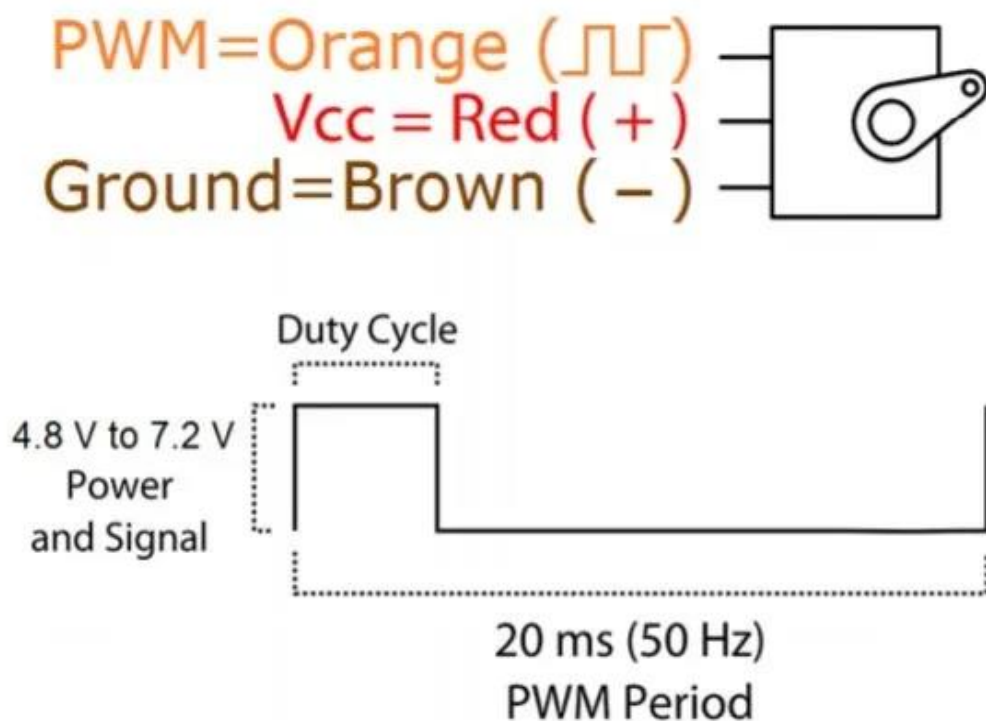 PWM=Orange (⎍⎍)
Vcc = Red ( + )
Ground=Brown ( – )
Duty Cycle
4.8 V to 7.2 V
Power
and Signal
20 ms (50 Hz)
PWM Period